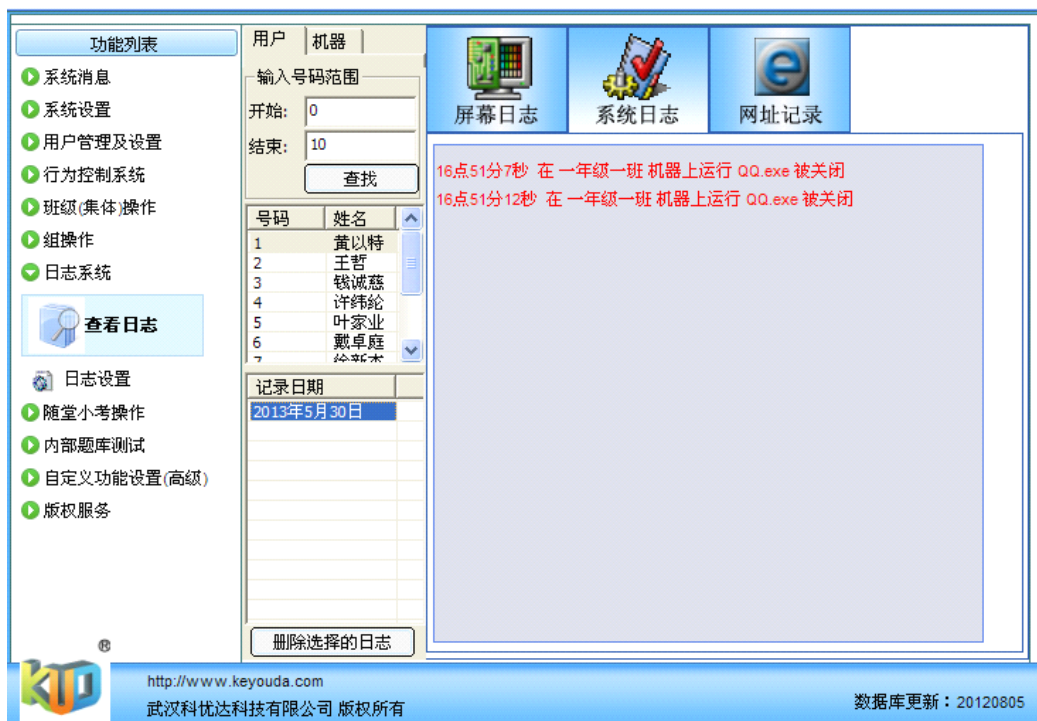 功能列表
系统消息
系统设置
用户管理及设置
行为控制系统
班级(集体)操作
组操作
日志系统
查看日志
日志设置
随堂小考操作
内部题库测试
自定义功能设置(高级)
版权服务
用户 机器
输入号码范围
开始: 0
结束: 10
查找
号码 姓名
1 黄以特
2 王哲
3 钱诚慈
4 许纬纶
5 叶家业
6 戴卓庭
7
记录日期
2013年5月30日
删除选择的日志
屏幕日志 系统日志 网址记录
16点51分7秒 在 一年级一班 机器上运行 QQ.exe 被关闭
16点51分12秒 在 一年级一班 机器上运行 QQ.exe 被关闭
KYD ®
http://www.keyouda.com
武汉科优达科技有限公司 版权所有
数据库更新：20120805